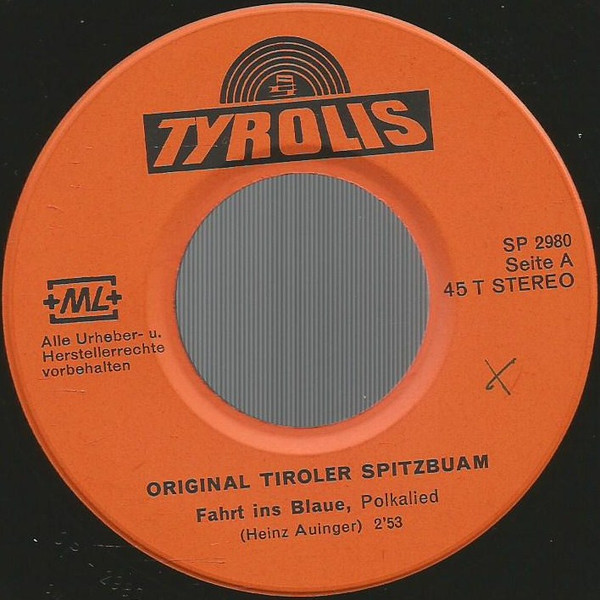 TYROLIS
SP 2980
Seite A
45 T STEREO
+ML+
Alle Urheber- u.
Herstellerrechte
vorbehalten
X
ORIGINAL TIROLER SPITZBUAM
Fahrt ins Blaue, Polkalied
(Heinz Auinger) 2'53